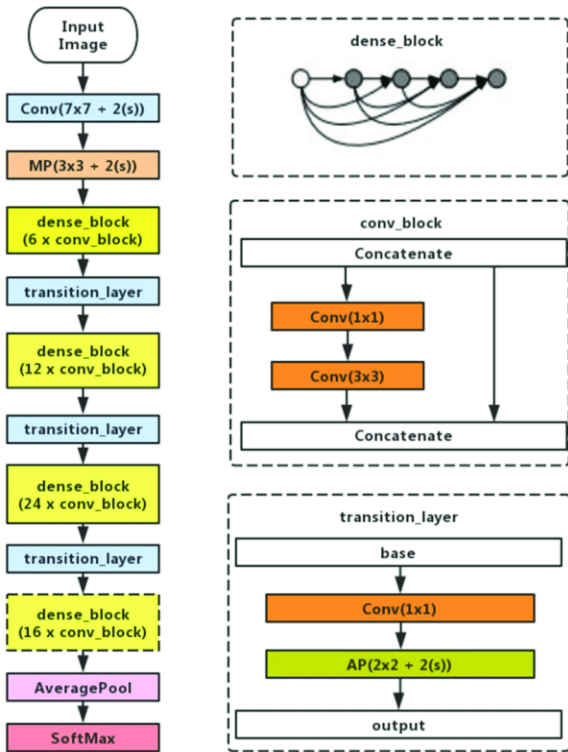 Input
Image
Conv(7x7 + 2(s))
MP(3x3 + 2(s))
dense_block
(6 x conv_block)
transition_layer
dense_block
(12 x conv_block)
transition_layer
dense_block
(24 x conv_block)
transition_layer
dense_block
(16 x conv_block)
AveragePool
SoftMax
dense_block
conv_block
Concatenate
Conv(1x1)
Conv(3x3)
Concatenate
transition_layer
base
Conv(1x1)
AP(2x2 + 2(s))
output